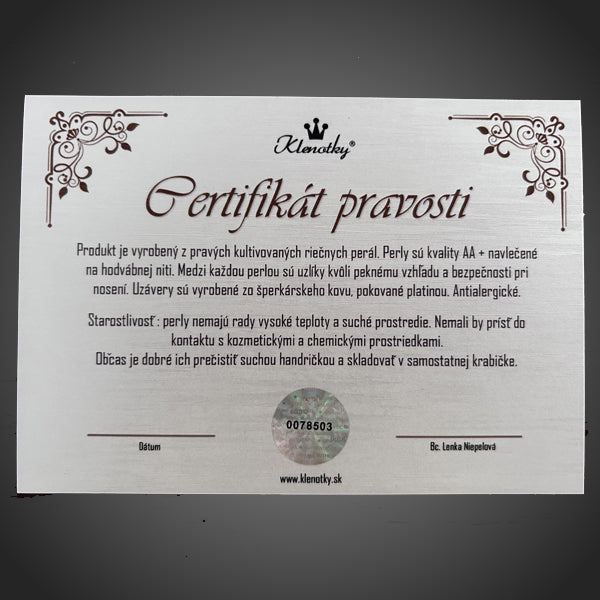 Klenotky®
Certifikát pravosti
Produkt je vyrobený z pravých kultivovaných riečnych perál. Perly sú kvality AA + navlečené
na hodvábnej niti. Medzi každou perlou sú uzlíky kvôli peknému vzhľadu a bezpečnosti pri
nosení. Uzávery sú vyrobené zo šperkárskeho kovu, pokované platinou. Antialergické.
Starostlivosť : perly nemajú rady vysoké teploty a suché prostredie. Nemali by prísť do
kontaktu s kozmetickými a chemickými prostriedkami.
Občas je dobré ich prečistiť suchou handričkou a skladovať v samostatnej krabičke.
0078503
Dátum
Bc. Lenka Niepelová
www.klenotky.sk